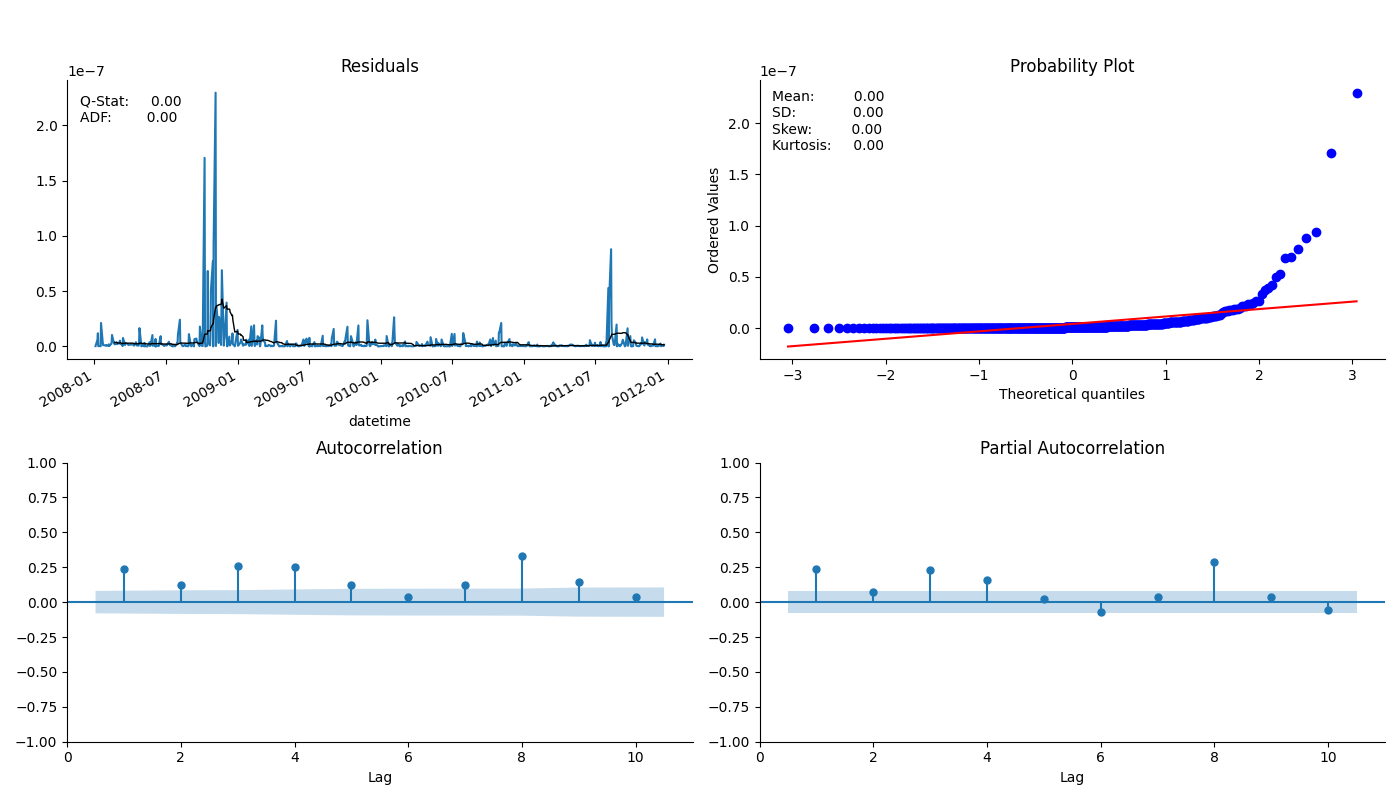 Residuals
1e−7
Q-Stat: 0.00
ADF: 0.00
2.0
1.5
1.0
0.5
0.0
2008-01 2008-07 2009-01 2009-07 2010-01 2010-07 2011-01 2011-07 2012-01
datetime
Probability Plot
1e−7
Mean: 0.00
SD: 0.00
Skew: 0.00
Kurtosis: 0.00
Ordered Values
2.0
1.5
1.0
0.5
0.0
−3 −2 −1 0 1 2 3
Theoretical quantiles
Autocorrelation
1.00
0.75
0.50
0.25
0.00
−0.25
−0.50
−0.75
−1.00
0 2 4 6 8 10
Lag
Partial Autocorrelation
1.00
0.75
0.50
0.25
0.00
−0.25
−0.50
−0.75
−1.00
0 2 4 6 8 10
Lag